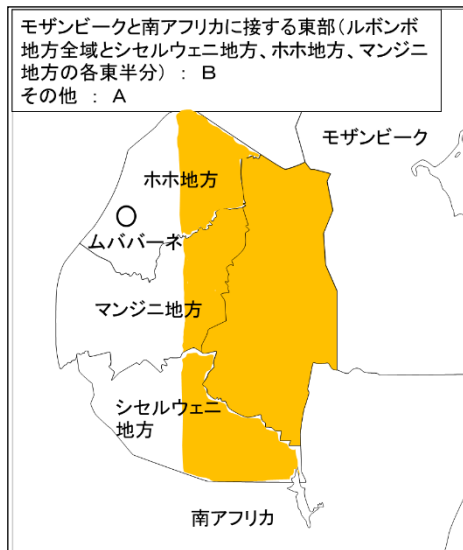 モザンビークと南アフリカに接する東部（ルボンボ
地方全域とシセルウェニ地方、ホホ地方、マンジニ
地方の各東半分） ： Ｂ
その他 ： Ａ
モザンビーク
ホホ地方
ムババーネ
マンジニ地方
シセルウェニ
地方
南アフリカ